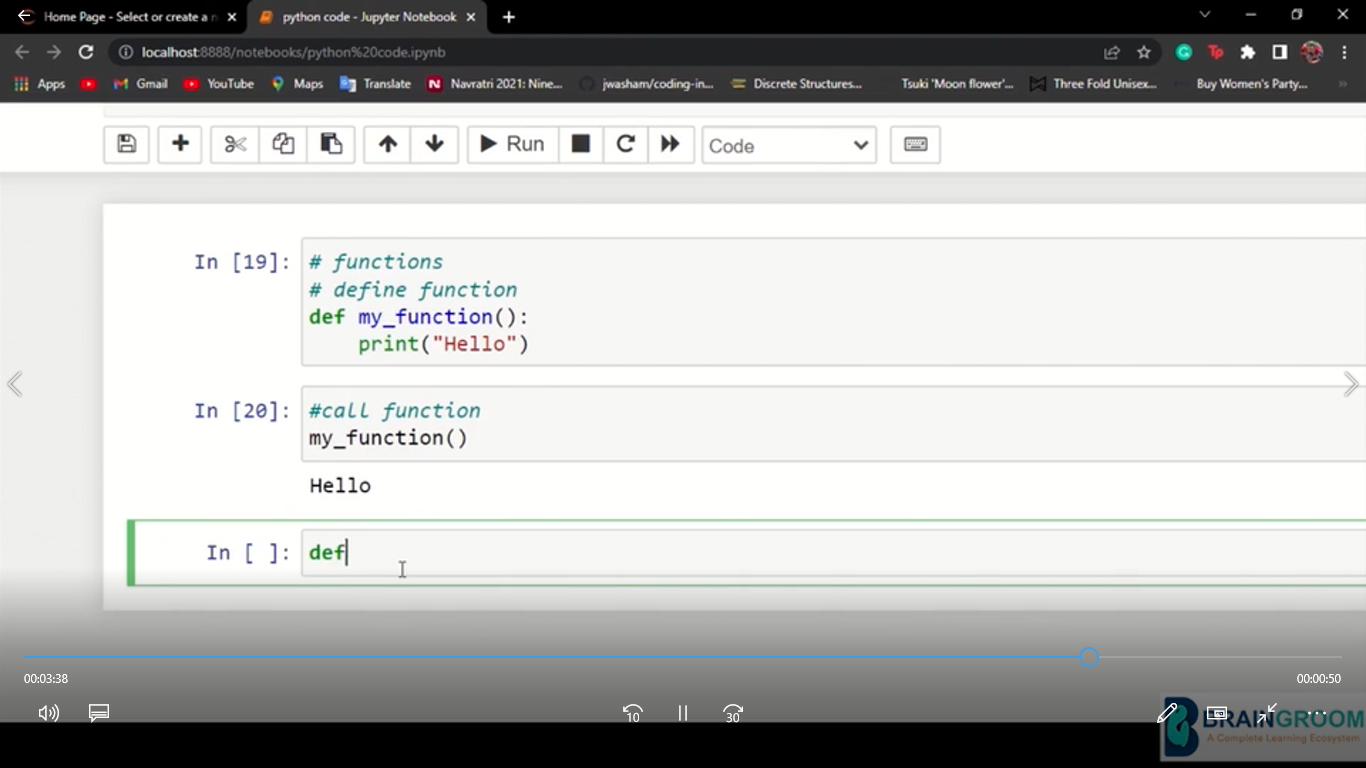 Home Page - Select or create a n
python code - Jupyter Notebook
localhost:8888/notebooks/python%20code.ipynb
Apps
Gmail
YouTube
Maps
Translate
Navratri 2021: Nine...
jwasham/coding-in...
Discrete Structures...
Tsuki 'Moon flower'...
Three Fold Unisex...
Buy Women's Party...
Run
Code
In [19]:
# functions
# define function
def my_function():
    print("Hello")
In [20]:
#call function
my_function()
Hello
In [ ]:
def
00:03:38
00:00:50
10
30
BRAINGROOM
A Complete Learning Ecosystem